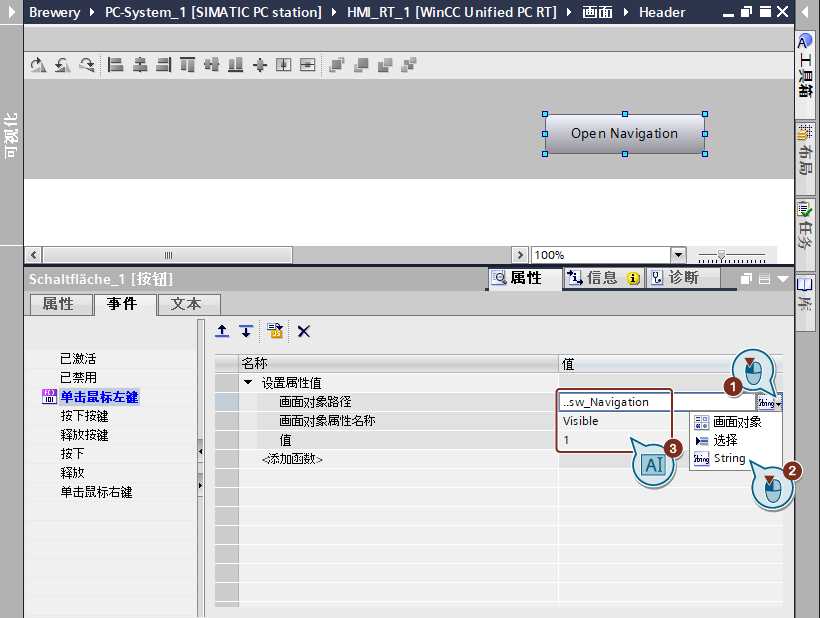 Brewery ▸ PC-System_1 [SIMATIC PC station] ▸ HMI_RT_1 [WinCC Unified PC RT] ▸ 画面 ▸ Header
向视化
工具箱
布局
任务
库
Open Navigation
100%
Schaltfläche_1 [按钮]
属性 信息 诊断
属性 事件 文本
已激活
已禁用
单击鼠标左键
按下按键
释放按键
按下
释放
单击鼠标右键
名称 值
设置属性值
画面对象路径 ..sw_Navigation String
画面对象属性名称 Visible
值 1
<添加函数>
画面对象
选择
String
1
2
3
AI